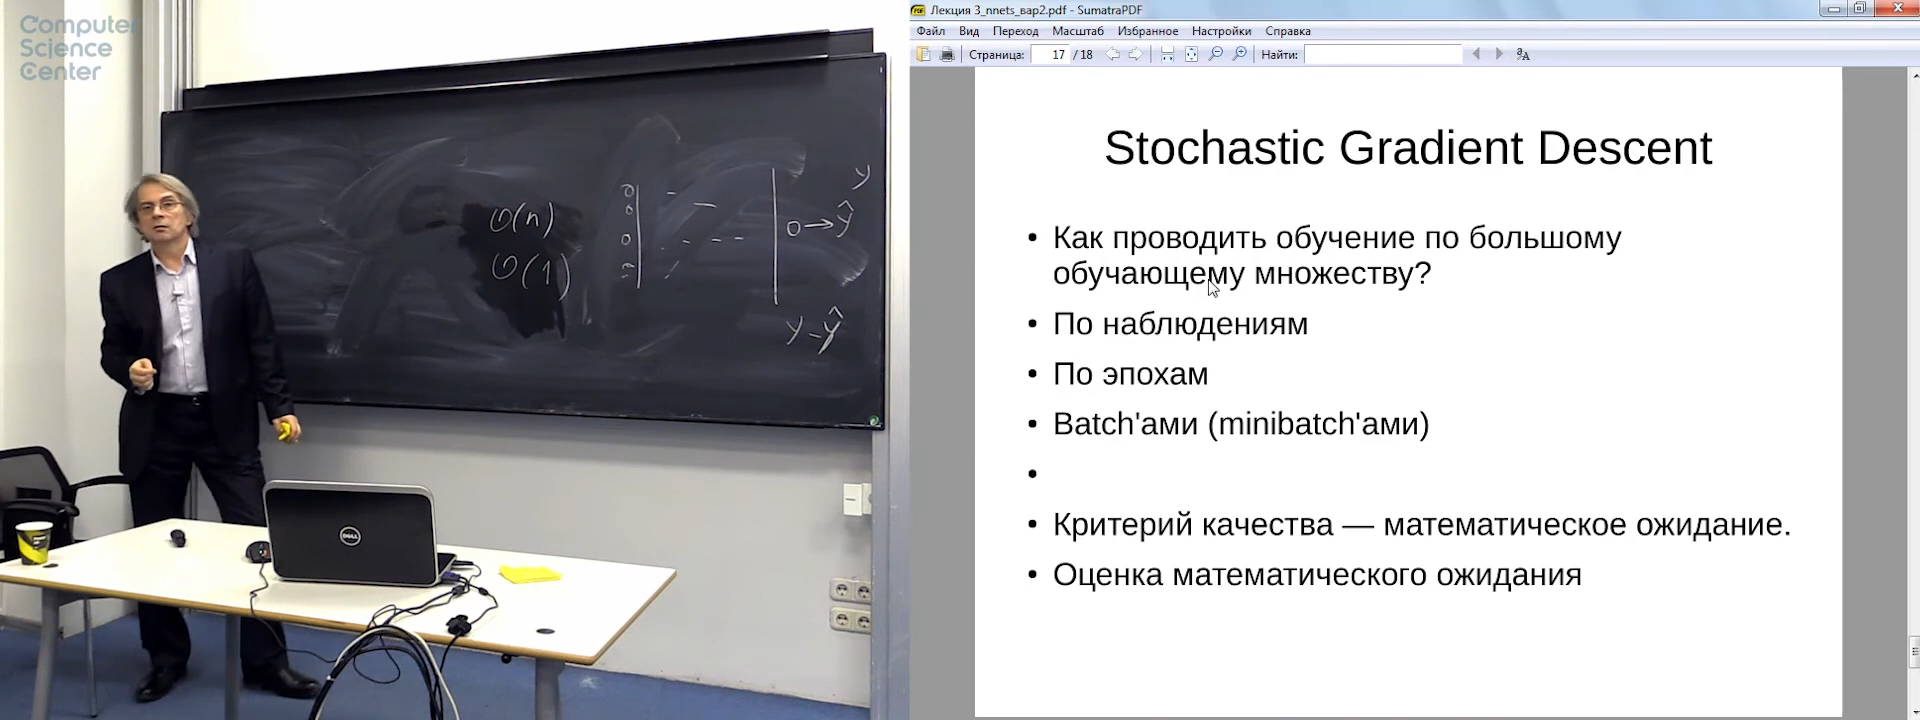 Computer
Science
Center
O(n)
O(1)
y
0 → ŷ
y - ŷ
DELL
Лекция 3_nnets_вар2.pdf - SumatraPDF
Файл Вид Переход Масштаб Избранное Настройки Справка
Страница: 17 / 18 Найти:
Stochastic Gradient Descent
• Как проводить обучение по большому
обучающему множеству?
• По наблюдениям
• По эпохам
• Batch'ами (minibatch'ами)
•
• Критерий качества — математическое ожидание.
• Оценка математического ожидания